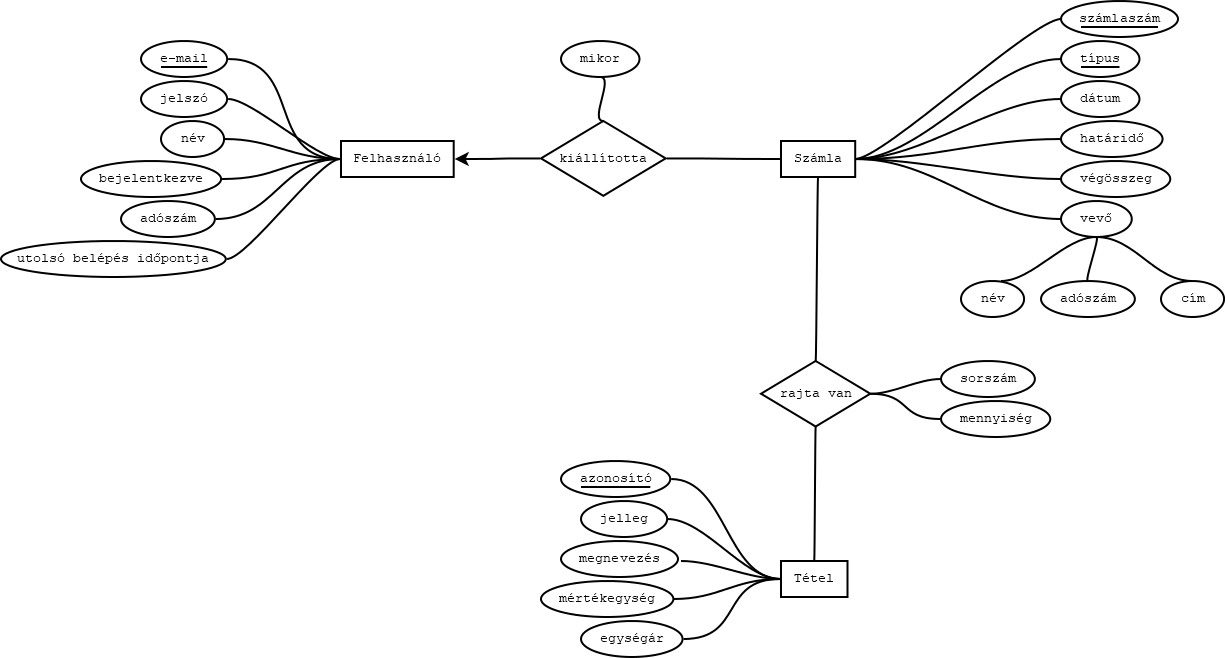 számlaszám
e-mail
mikor
típus
jelszó
dátum
név
határidő
Felhasználó
kiállította
Számla
bejelentkezve
végösszeg
adószám
vevő
utolsó belépés időpontja
név
adószám
cím
sorszám
rajta van
mennyiség
azonosító
jelleg
megnevezés
Tétel
mértékegység
egységár